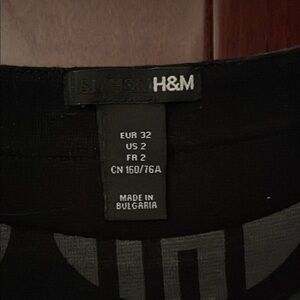 H&M
EUR 32
US 2
FR 2
CN 160/76A
MADE IN
BULGARIA